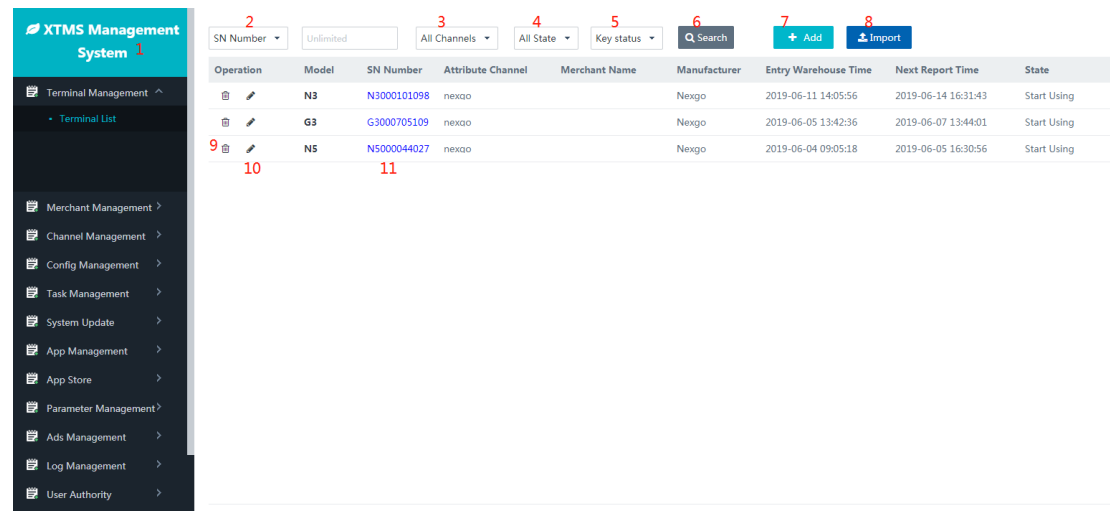 XTMS Management
System 1
Terminal Management
Terminal List
Merchant Management
Channel Management
Config Management
Task Management
System Update
App Management
App Store
Parameter Management
Ads Management
Log Management
User Authority
2 3 4 5 6 7 8
SN Number Unlimited All Channels All State Key status Search + Add Import
Operation Model SN Number Attribute Channel Merchant Name Manufacturer Entry Warehouse Time Next Report Time State
N3 N3000101098 nexgo Nexgo 2019-06-11 14:05:56 2019-06-14 16:31:43 Start Using
G3 G3000705109 nexgo Nexgo 2019-06-05 13:42:36 2019-06-07 13:44:01 Start Using
9 N5 N5000044027 nexgo Nexgo 2019-06-04 09:05:18 2019-06-05 16:30:56 Start Using
10 11